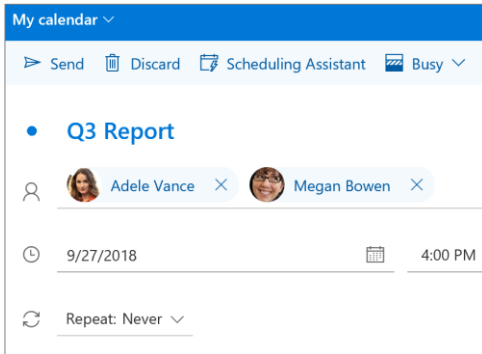 My calendar
Send Discard Scheduling Assistant Busy
Q3 Report
Adele Vance Megan Bowen
9/27/2018 4:00 PM
Repeat: Never